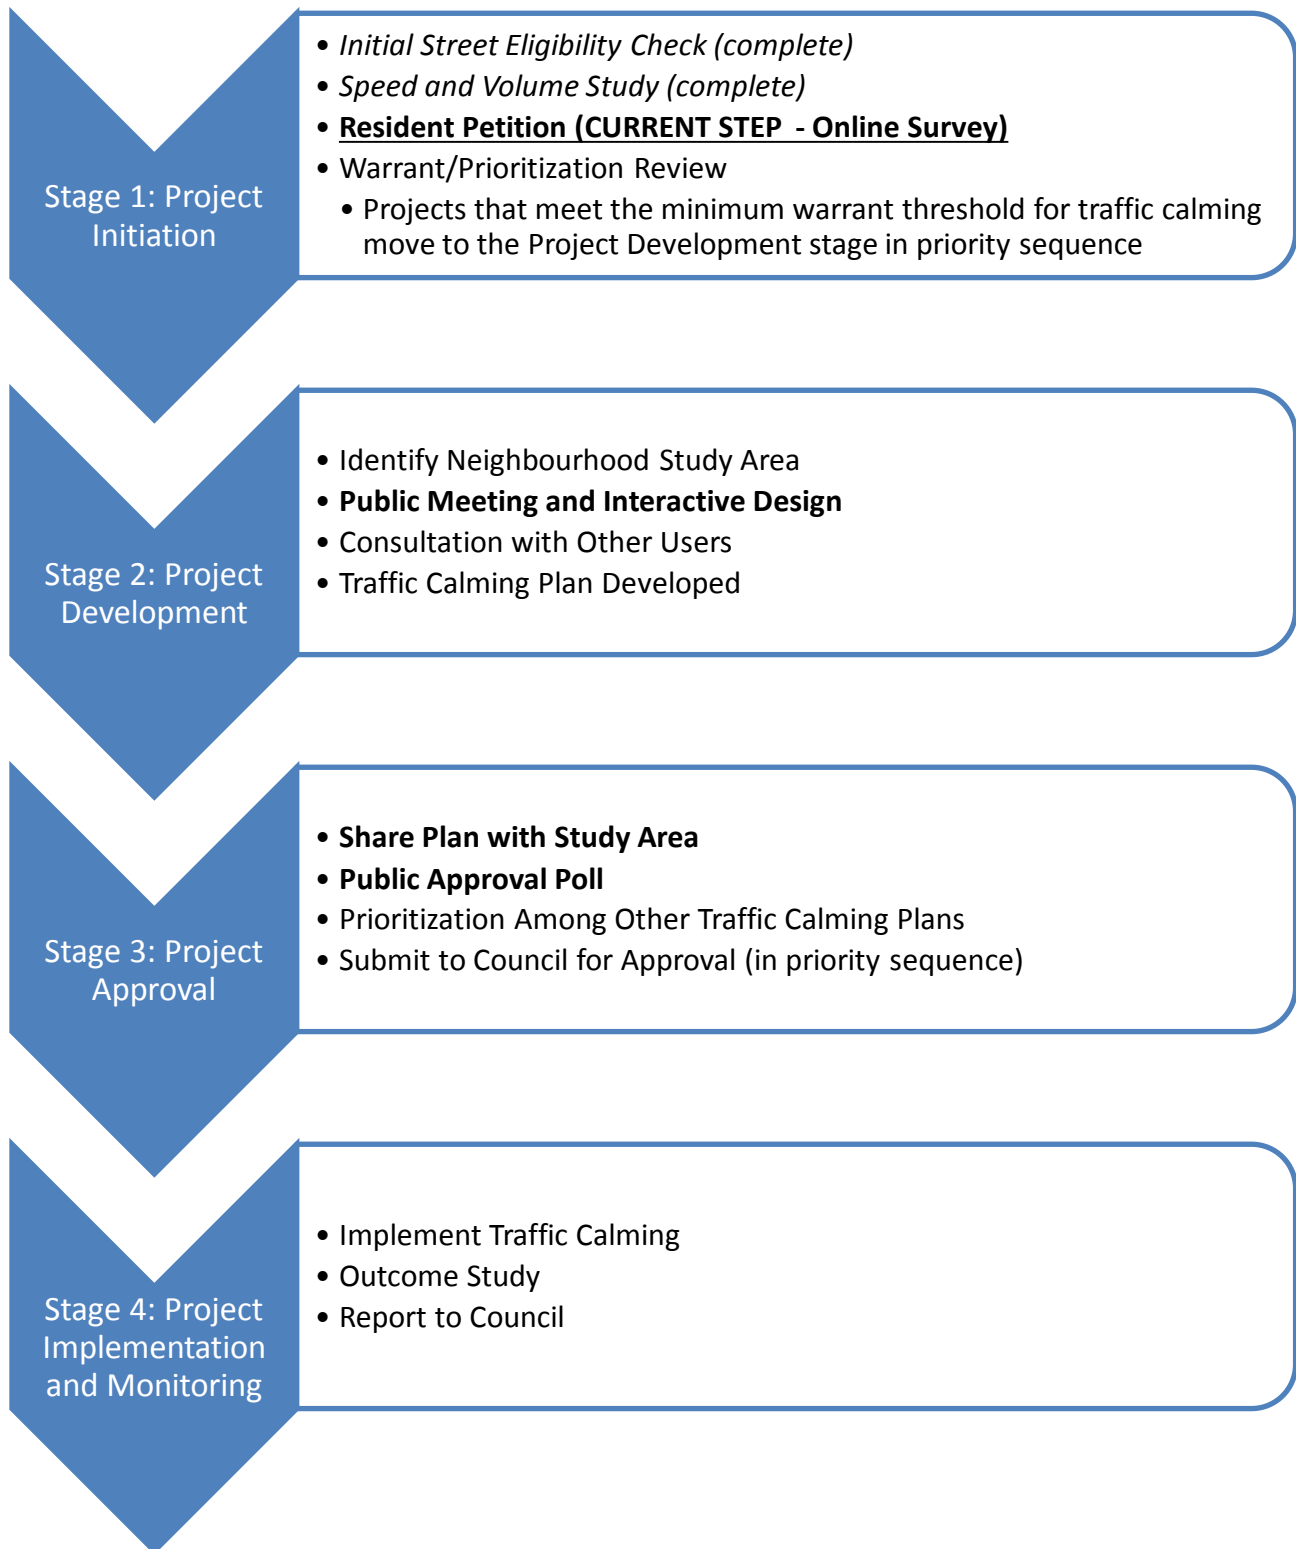 Stage 1: Project
Initiation
• Initial Street Eligibility Check (complete)
• Speed and Volume Study (complete)
• Resident Petition (CURRENT STEP - Online Survey)
• Warrant/Prioritization Review
• Projects that meet the minimum warrant threshold for traffic calming
move to the Project Development stage in priority sequence
Stage 2: Project
Development
• Identify Neighbourhood Study Area
• Public Meeting and Interactive Design
• Consultation with Other Users
• Traffic Calming Plan Developed
Stage 3: Project
Approval
• Share Plan with Study Area
• Public Approval Poll
• Prioritization Among Other Traffic Calming Plans
• Submit to Council for Approval (in priority sequence)
Stage 4: Project
Implementation
and Monitoring
• Implement Traffic Calming
• Outcome Study
• Report to Council